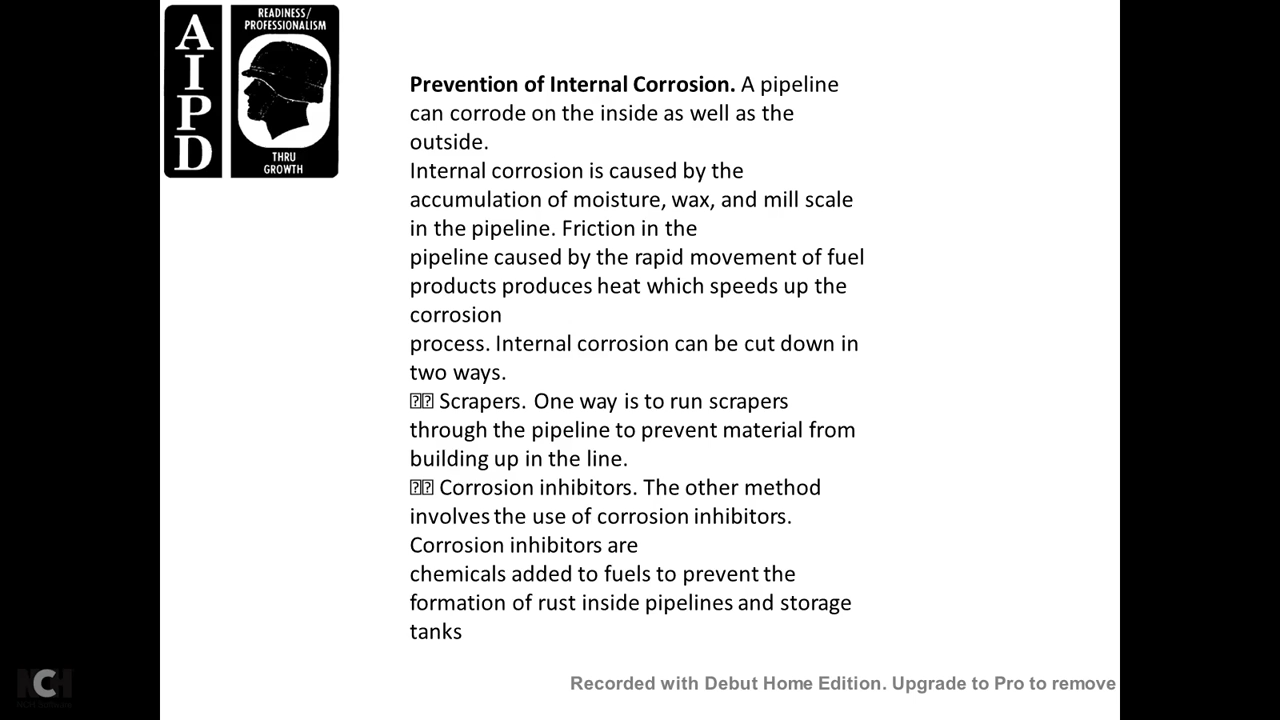 AIPD
READINESS/
PROFESSIONALISM
THRU
GROWTH
Prevention of Internal Corrosion. A pipeline
can corrode on the inside as well as the
outside.
Internal corrosion is caused by the
accumulation of moisture, wax, and mill scale
in the pipeline. Friction in the
pipeline caused by the rapid movement of fuel
products produces heat which speeds up the
corrosion
process. Internal corrosion can be cut down in
two ways.
⍰⍰ Scrapers. One way is to run scrapers
through the pipeline to prevent material from
building up in the line.
⍰⍰ Corrosion inhibitors. The other method
involves the use of corrosion inhibitors.
Corrosion inhibitors are
chemicals added to fuels to prevent the
formation of rust inside pipelines and storage
tanks
NCH
Recorded with Debut Home Edition. Upgrade to Pro to remove